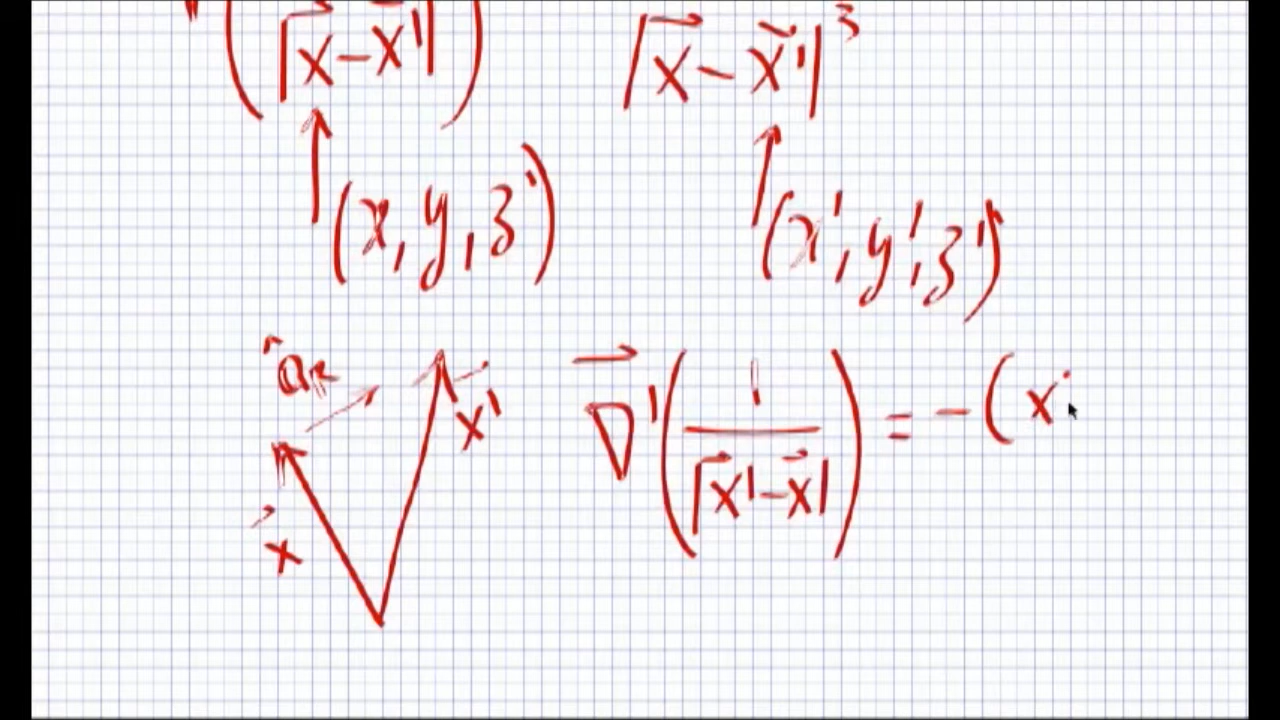 ( |x⃗ - x⃗'| ) |x⃗ - x⃗'|³
(x, y, z') (x', y', z')
âR x⃗' ∇⃗' ( 1 / |x⃗' - x⃗| ) = - ( x'
x⃗